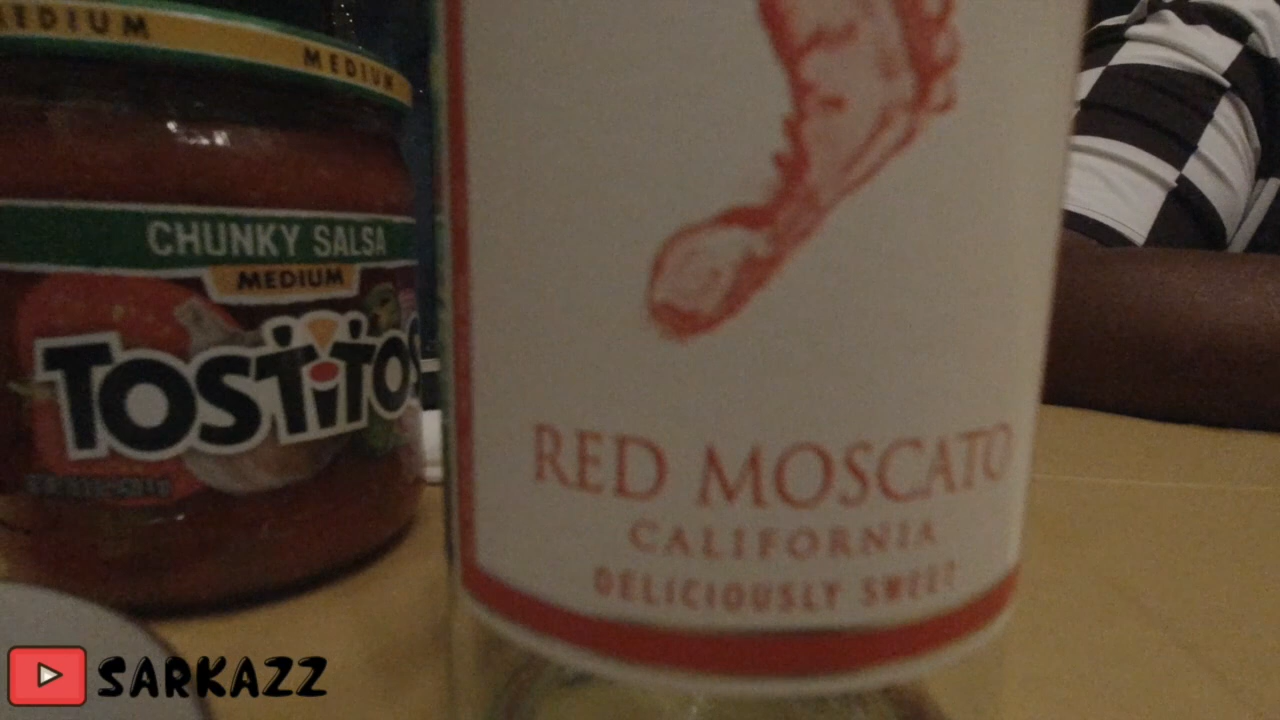 MEDIUM
MEDIUM
CHUNKY SALSA
MEDIUM
TOSTITOS
RED MOSCATO
CALIFORNIA
DELICIOUSLY SWEET
SARKAZZ